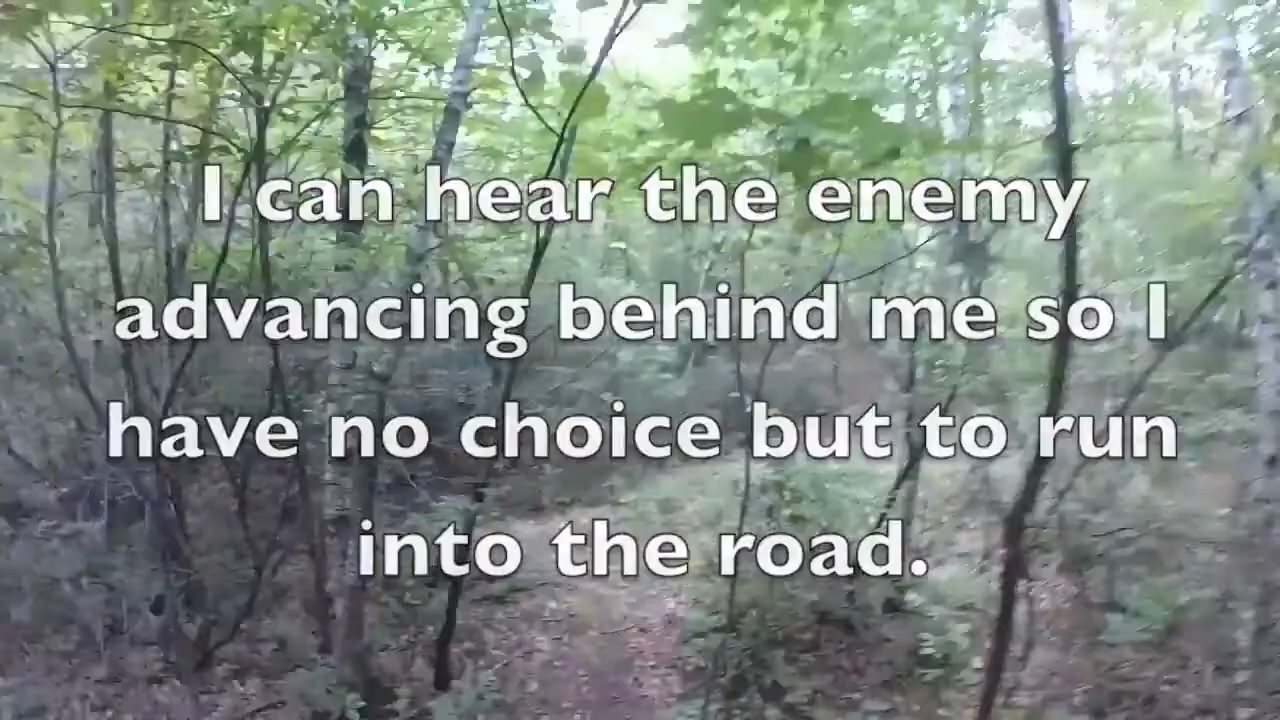 I can hear the enemy
advancing behind me so I
have no choice but to run
into the road.